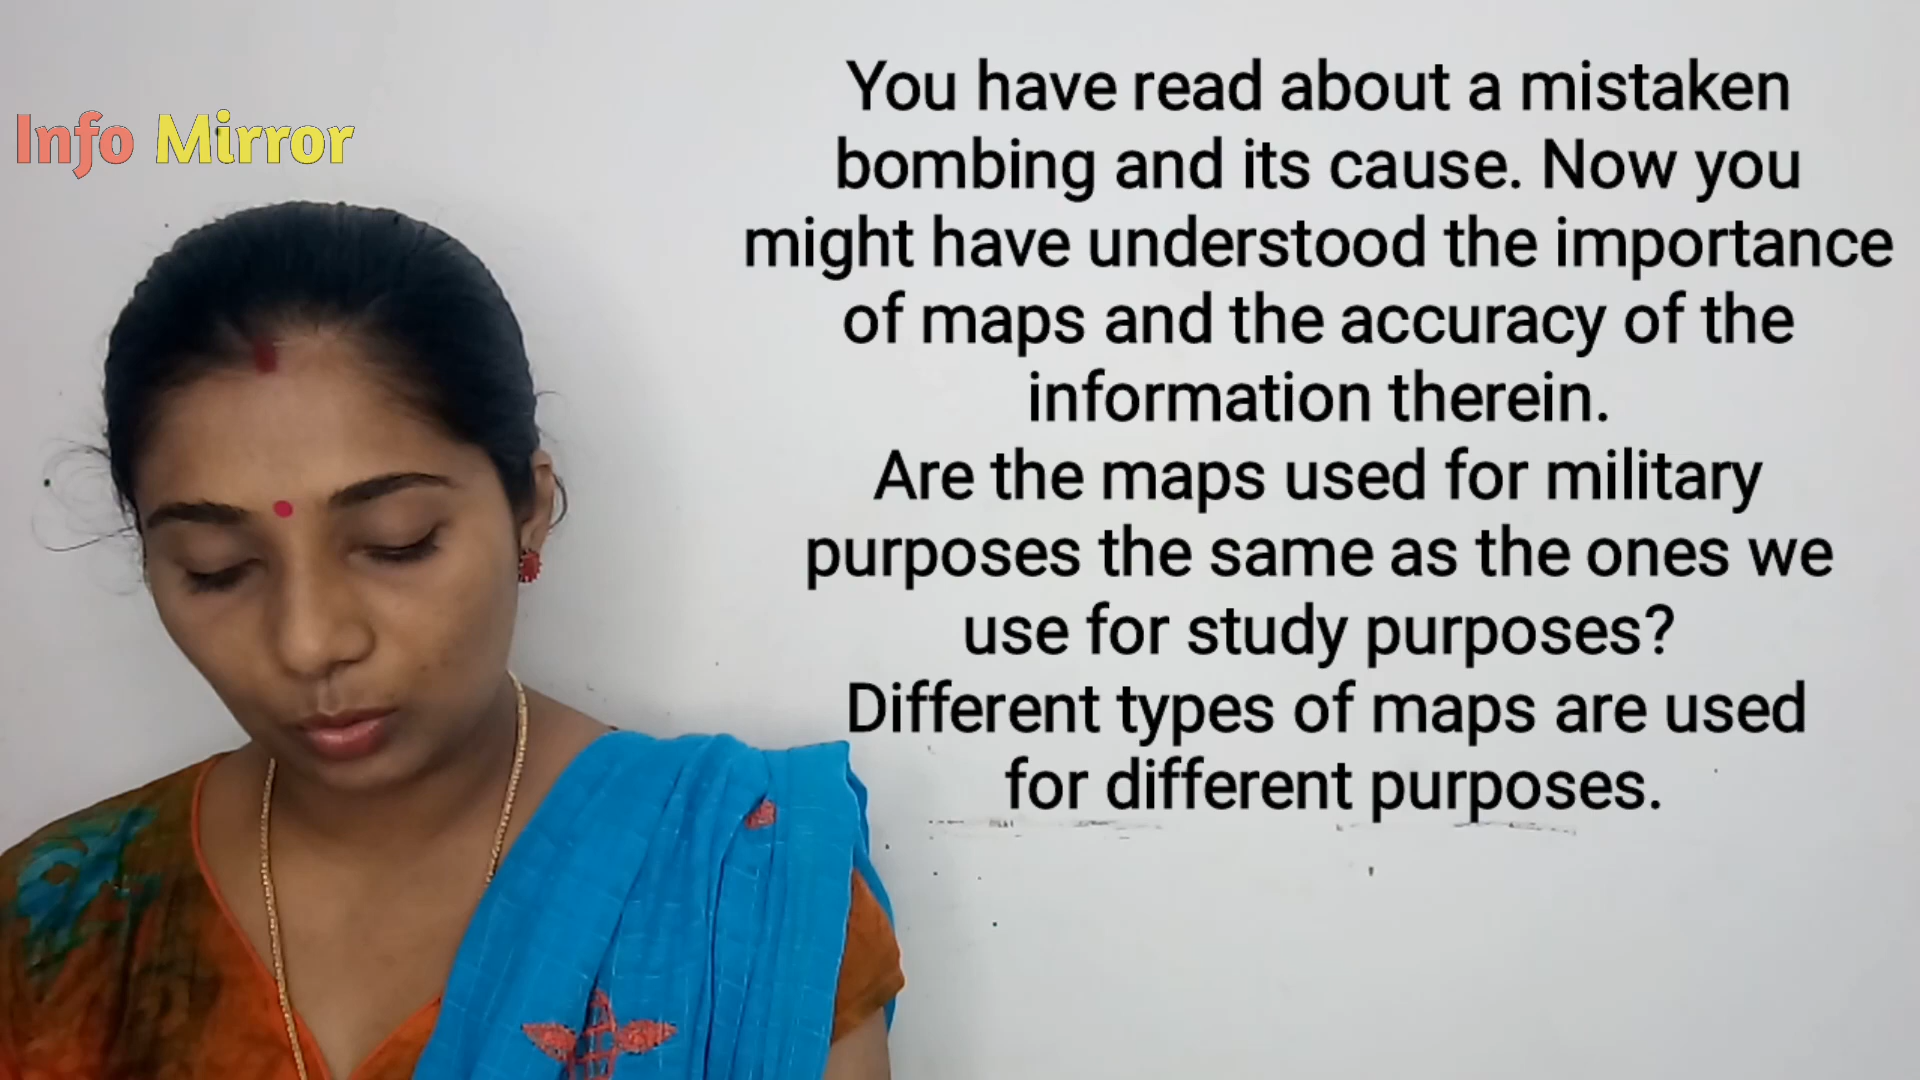 Info Mirror
You have read about a mistaken
bombing and its cause. Now you
might have understood the importance
of maps and the accuracy of the
information therein.
Are the maps used for military
purposes the same as the ones we
use for study purposes?
Different types of maps are used
for different purposes.